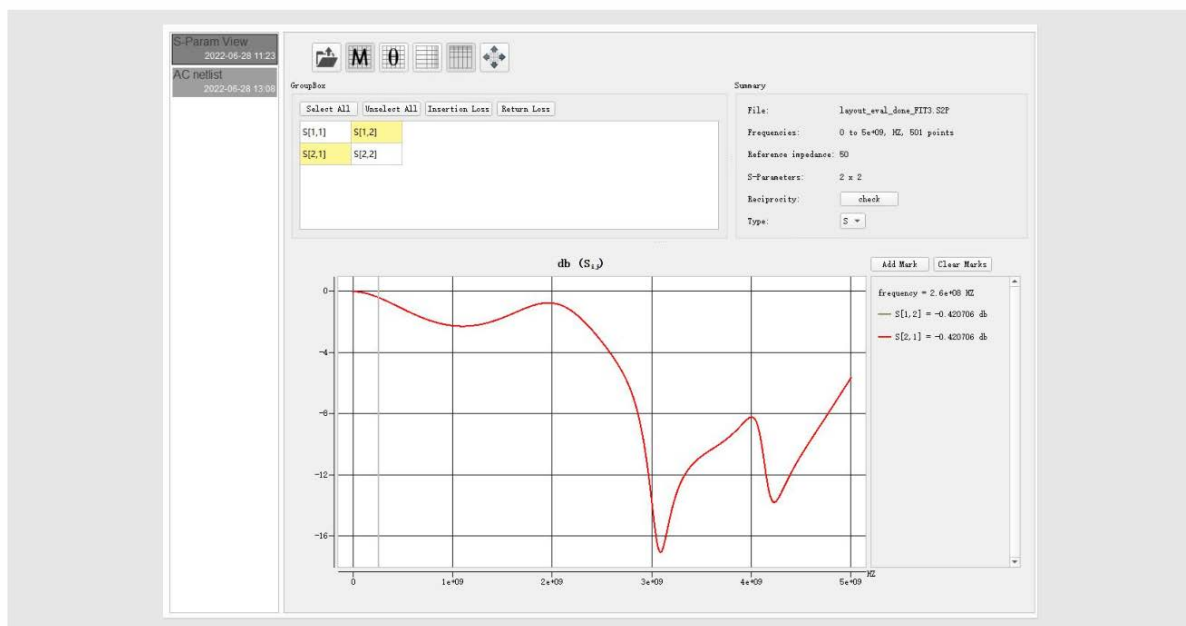 S-Param View
2022-06-28 11:23
AC netlist
2022-06-28 13:08
M θ
GroupBox
Select All Unselect All Insertion Loss Return Loss
S[1,1] S[1,2]
S[2,1] S[2,2]
Summary
File: layout_eval_done_FIT3.S2P
Frequencies: 0 to 5e+09, HZ, 501 points
Reference impedance: 50
S-Parameters: 2 x 2
Reciprocity: check
Type: S
db (Si,j)
Add Mark Clear Marks
frequency = 2.6e+08 HZ
S[1,2] = -0.420706 db
S[2,1] = -0.420706 db
0
-4
-8
-12
-16
0 1e+09 2e+09 3e+09 4e+09 5e+09 HZ